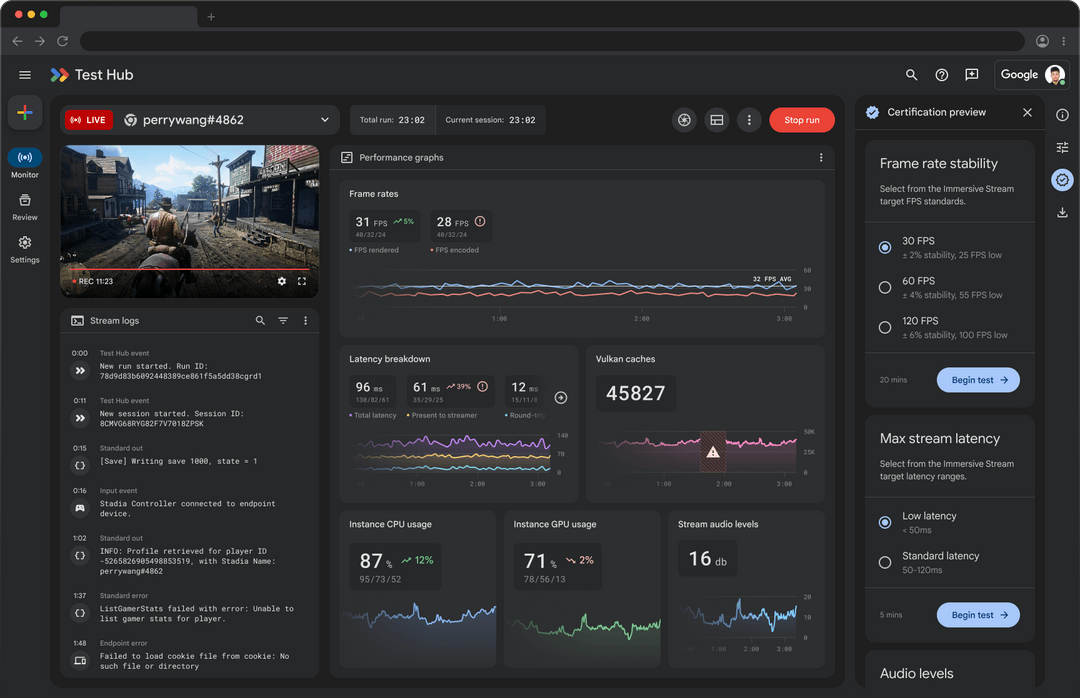 Test Hub
Google
LIVE
perrywang#4862
Total run: 23:02
Current session: 23:02
Stop run
Monitor
Review
Settings
REC 11:23
Stream logs
0:00 Test Hub event
New run started. Run ID:
78d9d83b6092448389ce861f5a5dd38cgrd1
0:11 Test Hub event
New session started. Session ID:
8CMVG68RYG82F7V7018ZPSK
0:15 Standard out
[Save] Writing save 1000, state = 1
0:16 Input event
Stadia Controller connected to endpoint
device.
1:02 Standard out
INFO: Profile retrieved for player ID
-5265826905498853519, with Stadia Name:
perrywang#4862
1:37 Standard error
ListGamerStats failed with error: Unable to
list gamer stats for player.
1:48 Endpoint error
Failed to load cookie file from cookie: No
such file or directory
Performance graphs
Frame rates
31 FPS 5%
40/32/24
FPS rendered
28 FPS
40/32/24
FPS encoded
32 FPS AVG
60
30
0
1:00 2:00 3:00
Latency breakdown
96 ms
130/82/61
Total latency
61 ms 39%
35/29/25
Present to streamer
12 ms
15/11/8
Round-trip
140
70
0
1:00 2:00 3:00
Vulkan caches
45827
50K
25K
0
1:00 2:00 3:00
Instance CPU usage
87 % 12%
95/73/52
Instance GPU usage
71 % 2%
78/56/13
Stream audio levels
16 db
20
10
0
1:00 2:00 3:00
Certification preview
Frame rate stability
Select from the Immersive Stream
target FPS standards.
30 FPS
± 2% stability, 25 FPS low
60 FPS
± 4% stability, 55 FPS low
120 FPS
± 6% stability, 100 FPS low
20 mins
Begin test
Max stream latency
Select from the Immersive Stream
target latency ranges.
Low latency
< 50ms
Standard latency
50-120ms
5 mins
Begin test
Audio levels